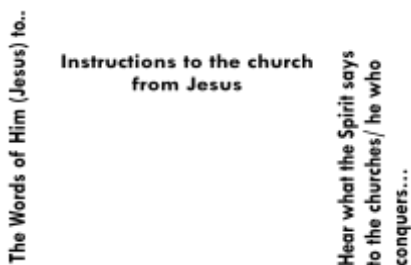 The Words of Him (Jesus) to..
Instructions to the church
from Jesus
Hear what the Spirit says
to the churches/ he who
conquers...